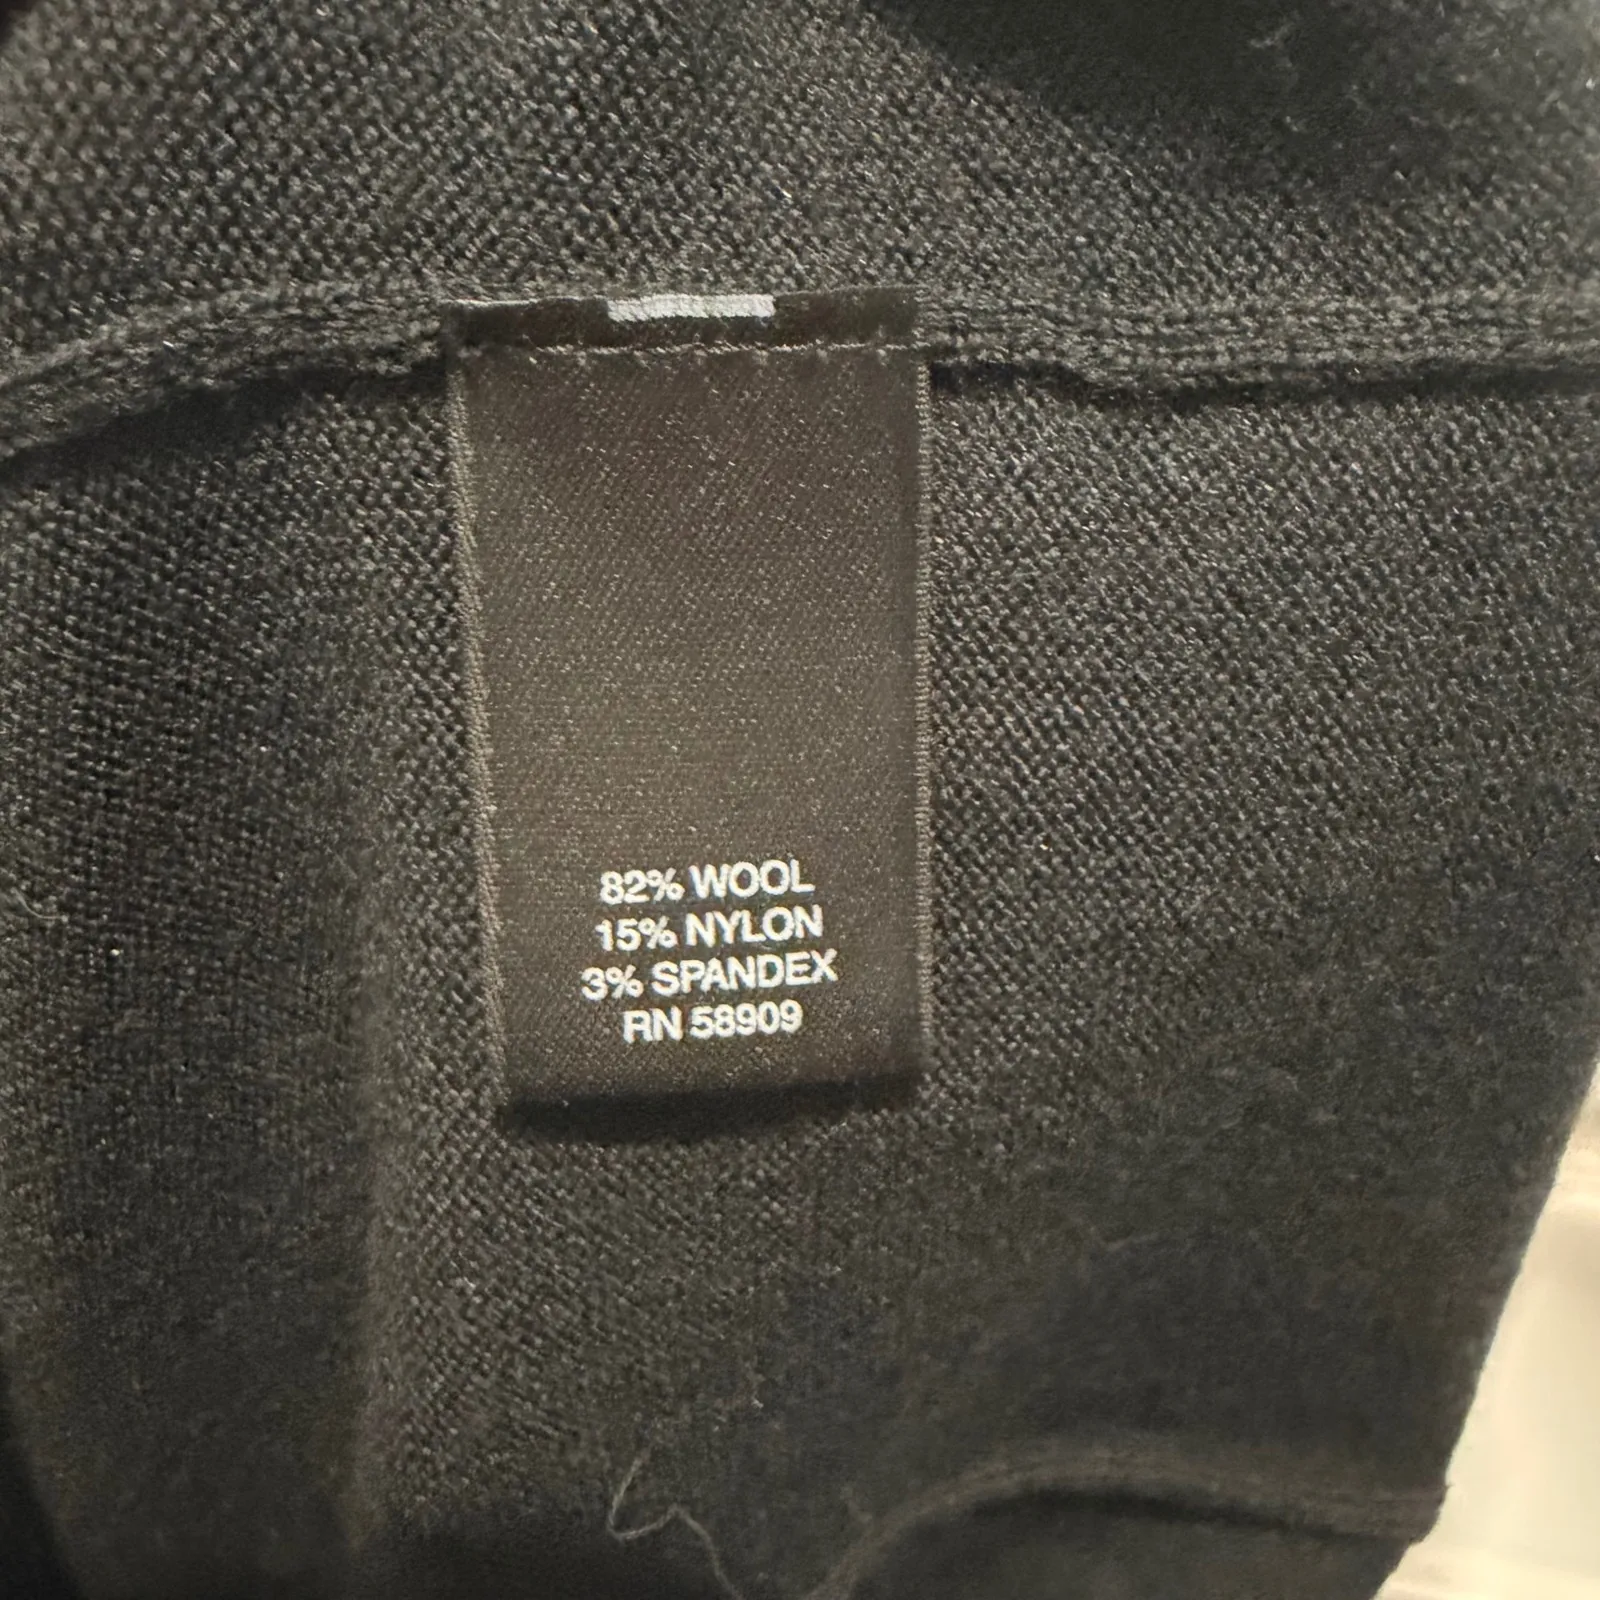 82% WOOL
15% NYLON
3% SPANDEX
RN 58909